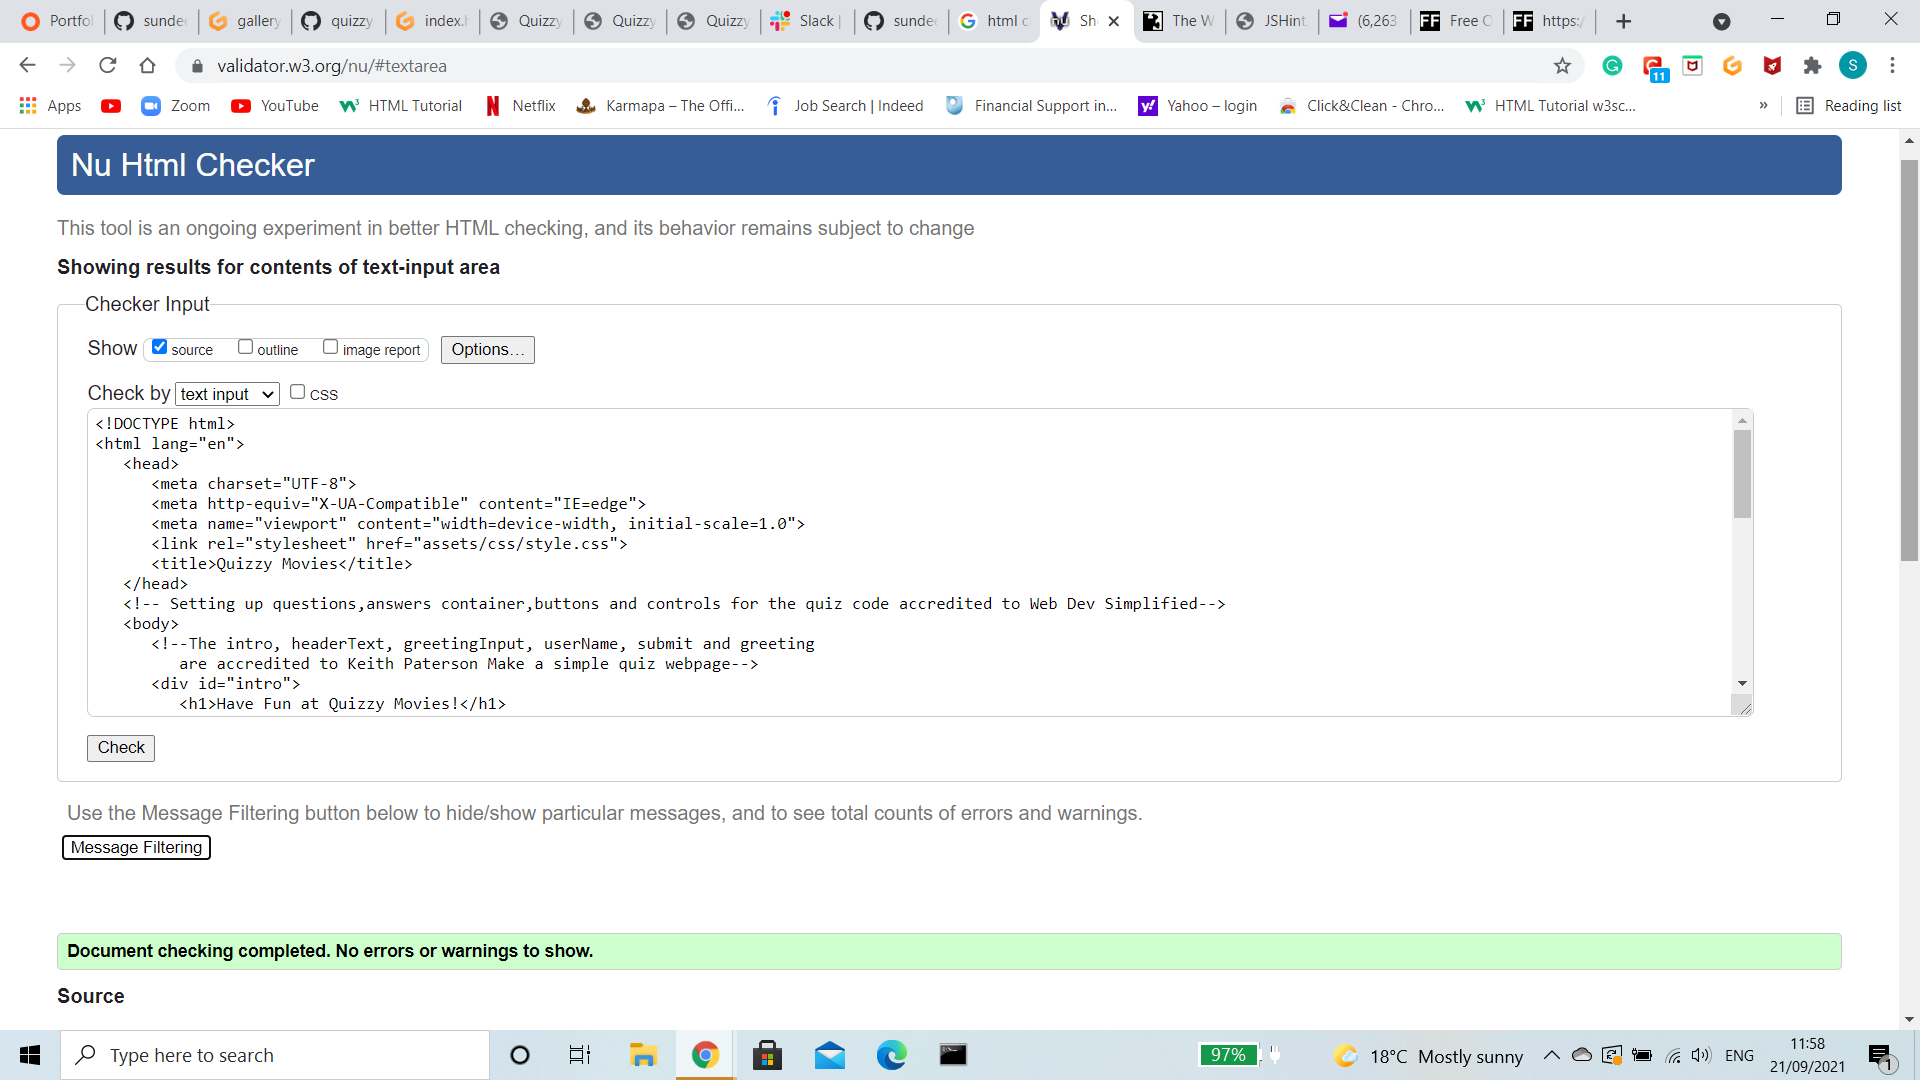 Portfol
sunde
gallery
quizzy
index.h
Quizzy
Quizzy
Quizzy
Slack |
sunde
html c
Sh
The W
JSHint
(6,263
Free O
https:/
validator.w3.org/nu/#textarea
11
S
Apps
Zoom
YouTube
HTML Tutorial
Netflix
Karmapa – The Offi...
Job Search | Indeed
Financial Support in...
Yahoo – login
Click&Clean - Chro...
HTML Tutorial w3sc...
»
Reading list
Nu Html Checker
This tool is an ongoing experiment in better HTML checking, and its behavior remains subject to change
Showing results for contents of text-input area
Checker Input
Show source outline image report Options...
Check by text input CSS
<!DOCTYPE html>
<html lang="en">
<head>
<meta charset="UTF-8">
<meta http-equiv="X-UA-Compatible" content="IE=edge">
<meta name="viewport" content="width=device-width, initial-scale=1.0">
<link rel="stylesheet" href="assets/css/style.css">
<title>Quizzy Movies</title>
</head>
<!-- Setting up questions,answers container,buttons and controls for the quiz code accredited to Web Dev Simplified-->
<body>
<!--The intro, headerText, greetingInput, userName, submit and greeting
are accredited to Keith Paterson Make a simple quiz webpage-->
<div id="intro">
<h1>Have Fun at Quizzy Movies!</h1>
Check
Use the Message Filtering button below to hide/show particular messages, and to see total counts of errors and warnings.
Message Filtering
Document checking completed. No errors or warnings to show.
Source
Type here to search
97%
18°C Mostly sunny
ENG
11:58
21/09/2021
1